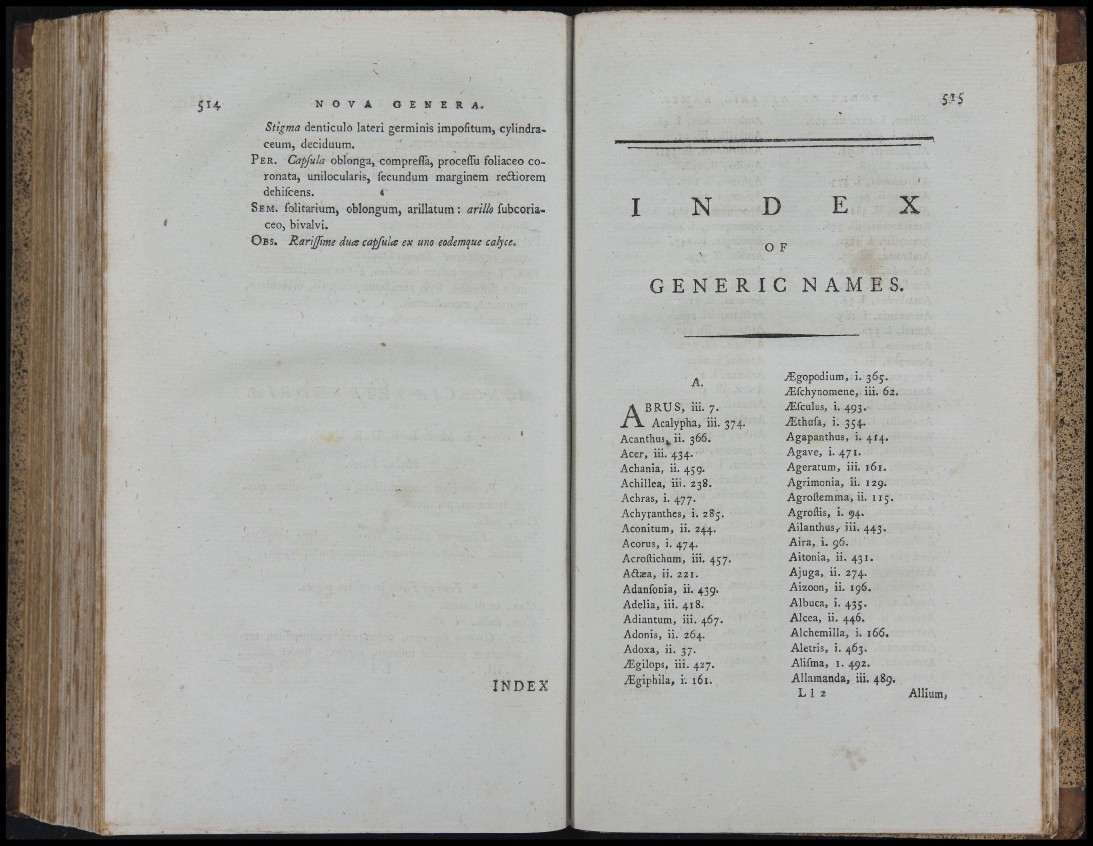 514
NOVA GENERA.
Stigma denticulo lateri germinis impoſitum, cylindra-
ceum, deciduum.
PER. Capſula oblonga, compreſſa, proceſſu foliaceo co-
ronata, unilocularis, ſecundum marginem rectiorem
dehiſcens.
SEM. ſolitarium, oblongum, arillatum: arillo ſubcoria-
ceo, bivalvi.
OBS. Rariſſime duæ capſulæ ex uno eodemque calyce.
INDEX
515
INDEX
OF
GENERIC NAMES.
A.
ABRUS, iii. 7.
Acalypha, iii. 374.
Acanthus, ii. 366.
Acer, iii. 434.
Achania, ii. 459.
Achillea, iii. 238.
Achras, i. 477.
Achyranthes, i. 285.
Aconitum, ii. 244.
Acorus, i. 474.
Acroſtichum, iii. 457.
Actæa, ii. 221.
Adanſonia, ii. 439.
Adelia, iii. 418.
Adiantum, iii. 467.
Adonis, ii. 264.
Adoxa, ii. 37.
Ægilops, iii. 427.
Ægiphila, i. 161.
Ægopodium, i. 365.
Æſchynomene, iii. 62.
Æſculus, i. 493.
Æthuſa, i. 354.
Agapanthus, i. 414.
Agave, i. 471.
Ageratum, iii. 161.
Agrimonia, ii. 129.
Agroſtemma, ii. 115.
Agroſtis, i. 94.
Ailanthus, iii. 443.
Aira, i. 96.
Aitonia, ii. 431.
Ajuga, ii. 274.
Aizoon, ii. 196.
Albuca, i. 435.
Alcea, ii. 446.
Alchemilla, i. 166.
Aletris, i. 463.
Aliſma, i. 492.
Allamanda, iii. 489.
L l 2 Allium,